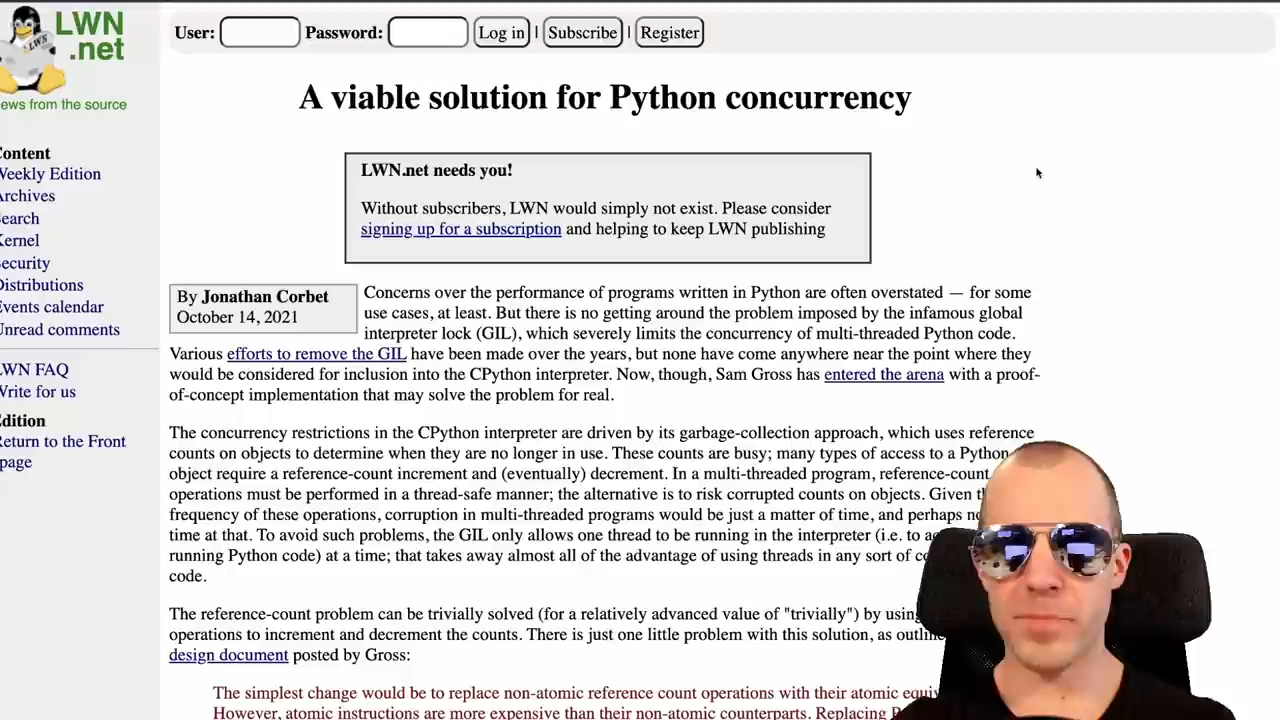 LWN
.net
ews from the source
User: Password: Log in | Subscribe | Register
A viable solution for Python concurrency
LWN.net needs you!
Without subscribers, LWN would simply not exist. Please consider
signing up for a subscription and helping to keep LWN publishing
ontent
Weekly Edition
Archives
earch
Kernel
ecurity
Distributions
Events calendar
Unread comments
LWN FAQ
Write for us
dition
Return to the Front
page
By Jonathan Corbet
October 14, 2021
Concerns over the performance of programs written in Python are often overstated — for some
use cases, at least. But there is no getting around the problem imposed by the infamous global
interpreter lock (GIL), which severely limits the concurrency of multi-threaded Python code.
Various efforts to remove the GIL have been made over the years, but none have come anywhere near the point where they
would be considered for inclusion into the CPython interpreter. Now, though, Sam Gross has entered the arena with a proof-
of-concept implementation that may solve the problem for real.
The concurrency restrictions in the CPython interpreter are driven by its garbage-collection approach, which uses reference
counts on objects to determine when they are no longer in use. These counts are busy; many types of access to a Python
object require a reference-count increment and (eventually) decrement. In a multi-threaded program, reference-count
operations must be performed in a thread-safe manner; the alternative is to risk corrupted counts on objects. Given
frequency of these operations, corruption in multi-threaded programs would be just a matter of time, and perhaps
time at that. To avoid such problems, the GIL only allows one thread to be running in the interpreter (i.e. to
running Python code) at a time; that takes away almost all of the advantage of using threads in any sort of
code.
The reference-count problem can be trivially solved (for a relatively advanced value of "trivially") by using
operations to increment and decrement the counts. There is just one little problem with this solution, as
design document posted by Gross:
The simplest change would be to replace non-atomic reference count operations with their atomic
However, atomic instructions are more expensive than their non-atomic counterparts. Replacing